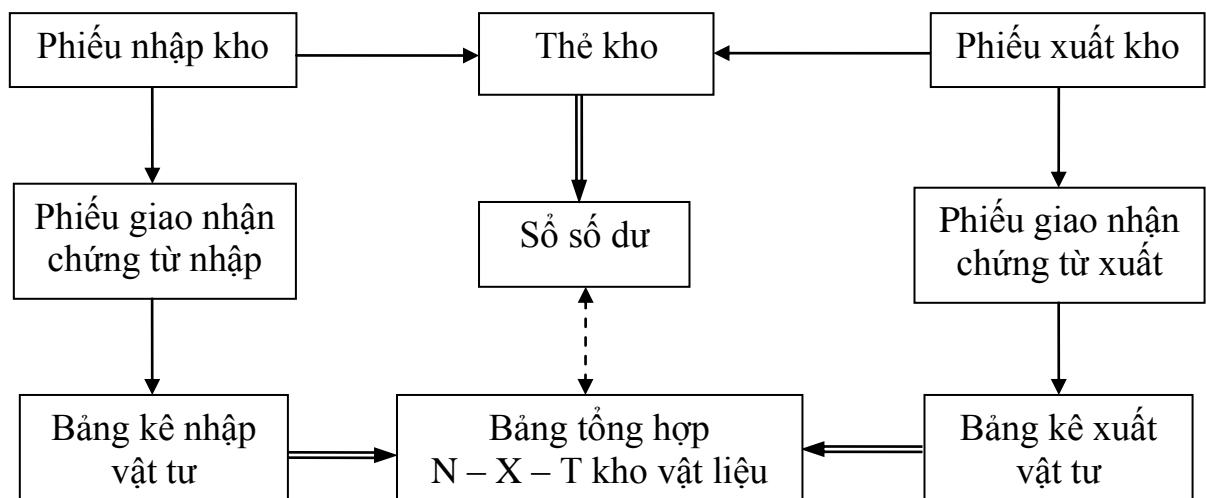 Phiếu nhập kho
Thẻ kho
Phiếu xuất kho
Phiếu giao nhận
chứng từ nhập
Sổ số dư
Phiếu giao nhận
chứng từ xuất
Bảng kê nhập
vật tư
Bảng tổng hợp
N – X – T kho vật liệu
Bảng kê xuất
vật tư